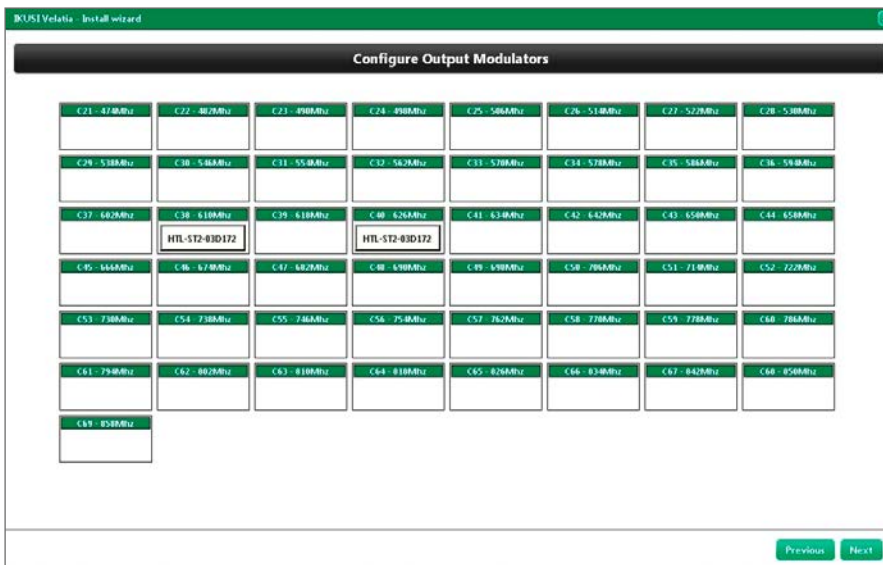 IKUSI Velatia - Install wizard
Configure Output Modulators
C21 - 474Mhz C22 - 482Mhz C23 - 490Mhz C24 - 498Mhz C25 - 506Mhz C26 - 514Mhz C27 - 522Mhz C28 - 530Mhz
C29 - 538Mhz C30 - 546Mhz C31 - 554Mhz C32 - 562Mhz C33 - 570Mhz C34 - 578Mhz C35 - 586Mhz C36 - 594Mhz
C37 - 602Mhz C38 - 610Mhz C39 - 618Mhz C40 - 626Mhz C41 - 634Mhz C42 - 642Mhz C43 - 650Mhz C44 - 658Mhz
HTL-ST2-03D172 HTL-ST2-03D172
C45 - 666Mhz C46 - 674Mhz C47 - 682Mhz C48 - 690Mhz C49 - 698Mhz C50 - 706Mhz C51 - 714Mhz C52 - 722Mhz
C53 - 730Mhz C54 - 738Mhz C55 - 746Mhz C56 - 754Mhz C57 - 762Mhz C58 - 770Mhz C59 - 778Mhz C60 - 786Mhz
C61 - 794Mhz C62 - 802Mhz C63 - 810Mhz C64 - 818Mhz C65 - 826Mhz C66 - 834Mhz C67 - 842Mhz C68 - 850Mhz
C69 - 858Mhz
Previous Next